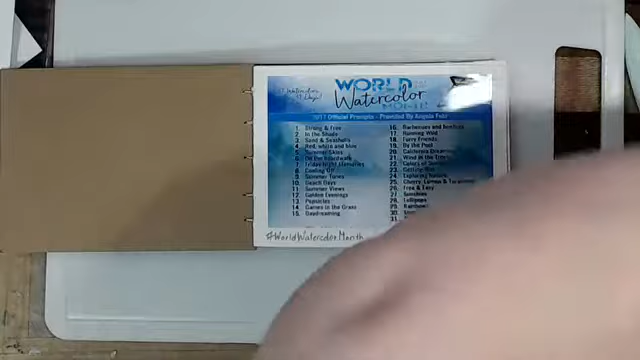 WORLD
Watercolor
MONTH
2017 Official Prompts - Provided By Angela Fehr
1. Strong & Free
2. In the Shade
3. Sand & Seashells
4. Red, white and blue
5. Summer Skies
6. On the Boardwalk
7. Friday Night Memories
8. Cooling Off
9. Summer Tunes
10. Beach Days
11. Summer Views
12. Golden Evenings
13. Popsicles
14. Games in the Grass
15. Daydreaming
16. Barbecues and Bonfires
17. Running Wild
18. Furry Friends
19. By the Pool
20. California Dreaming
21. Wind in the Trees
22. Colors of Summer
23. Getting
24. Exploring Nature
25. Cherry, Lemon &
26. Free & Easy
27. Sunshine
28. Lollipops
29. Rainbow
30.
31.
#WorldWatercolorMonth